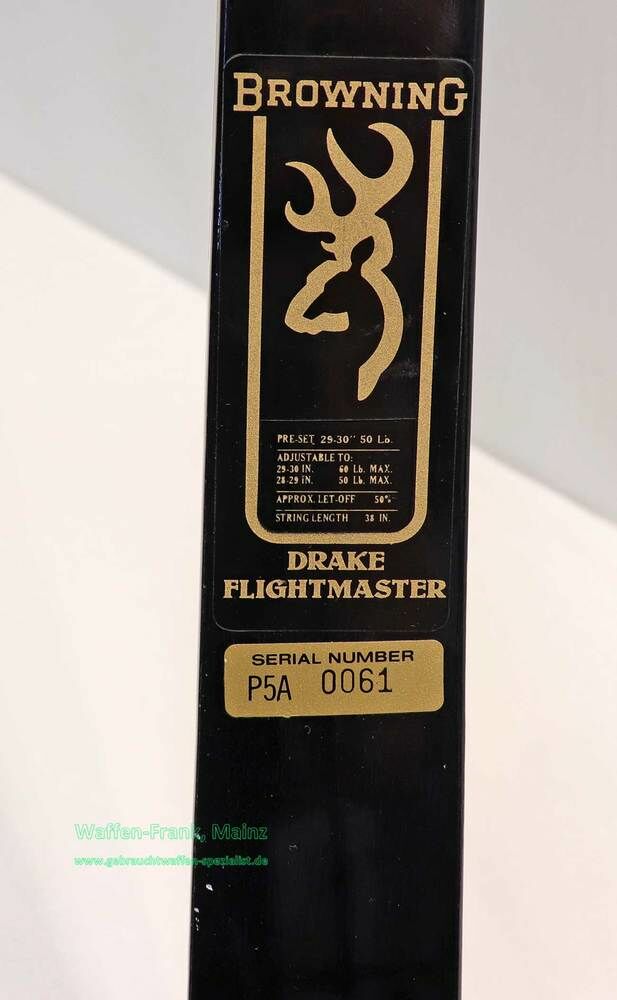 BROWNING
PRE-SET 29-30" 50 Lb.
ADJUSTABLE TO:
29-30 IN. 60 Lb. MAX.
28-29 IN. 50 Lb. MAX.
APPROX. LET-OFF 50%
STRING LENGTH 38 IN.
DRAKE
FLIGHTMASTER
SERIAL NUMBER
P5A 0061
Waffen-Frank, Mainz
www.gebrauchtwaffen-spezialist.de